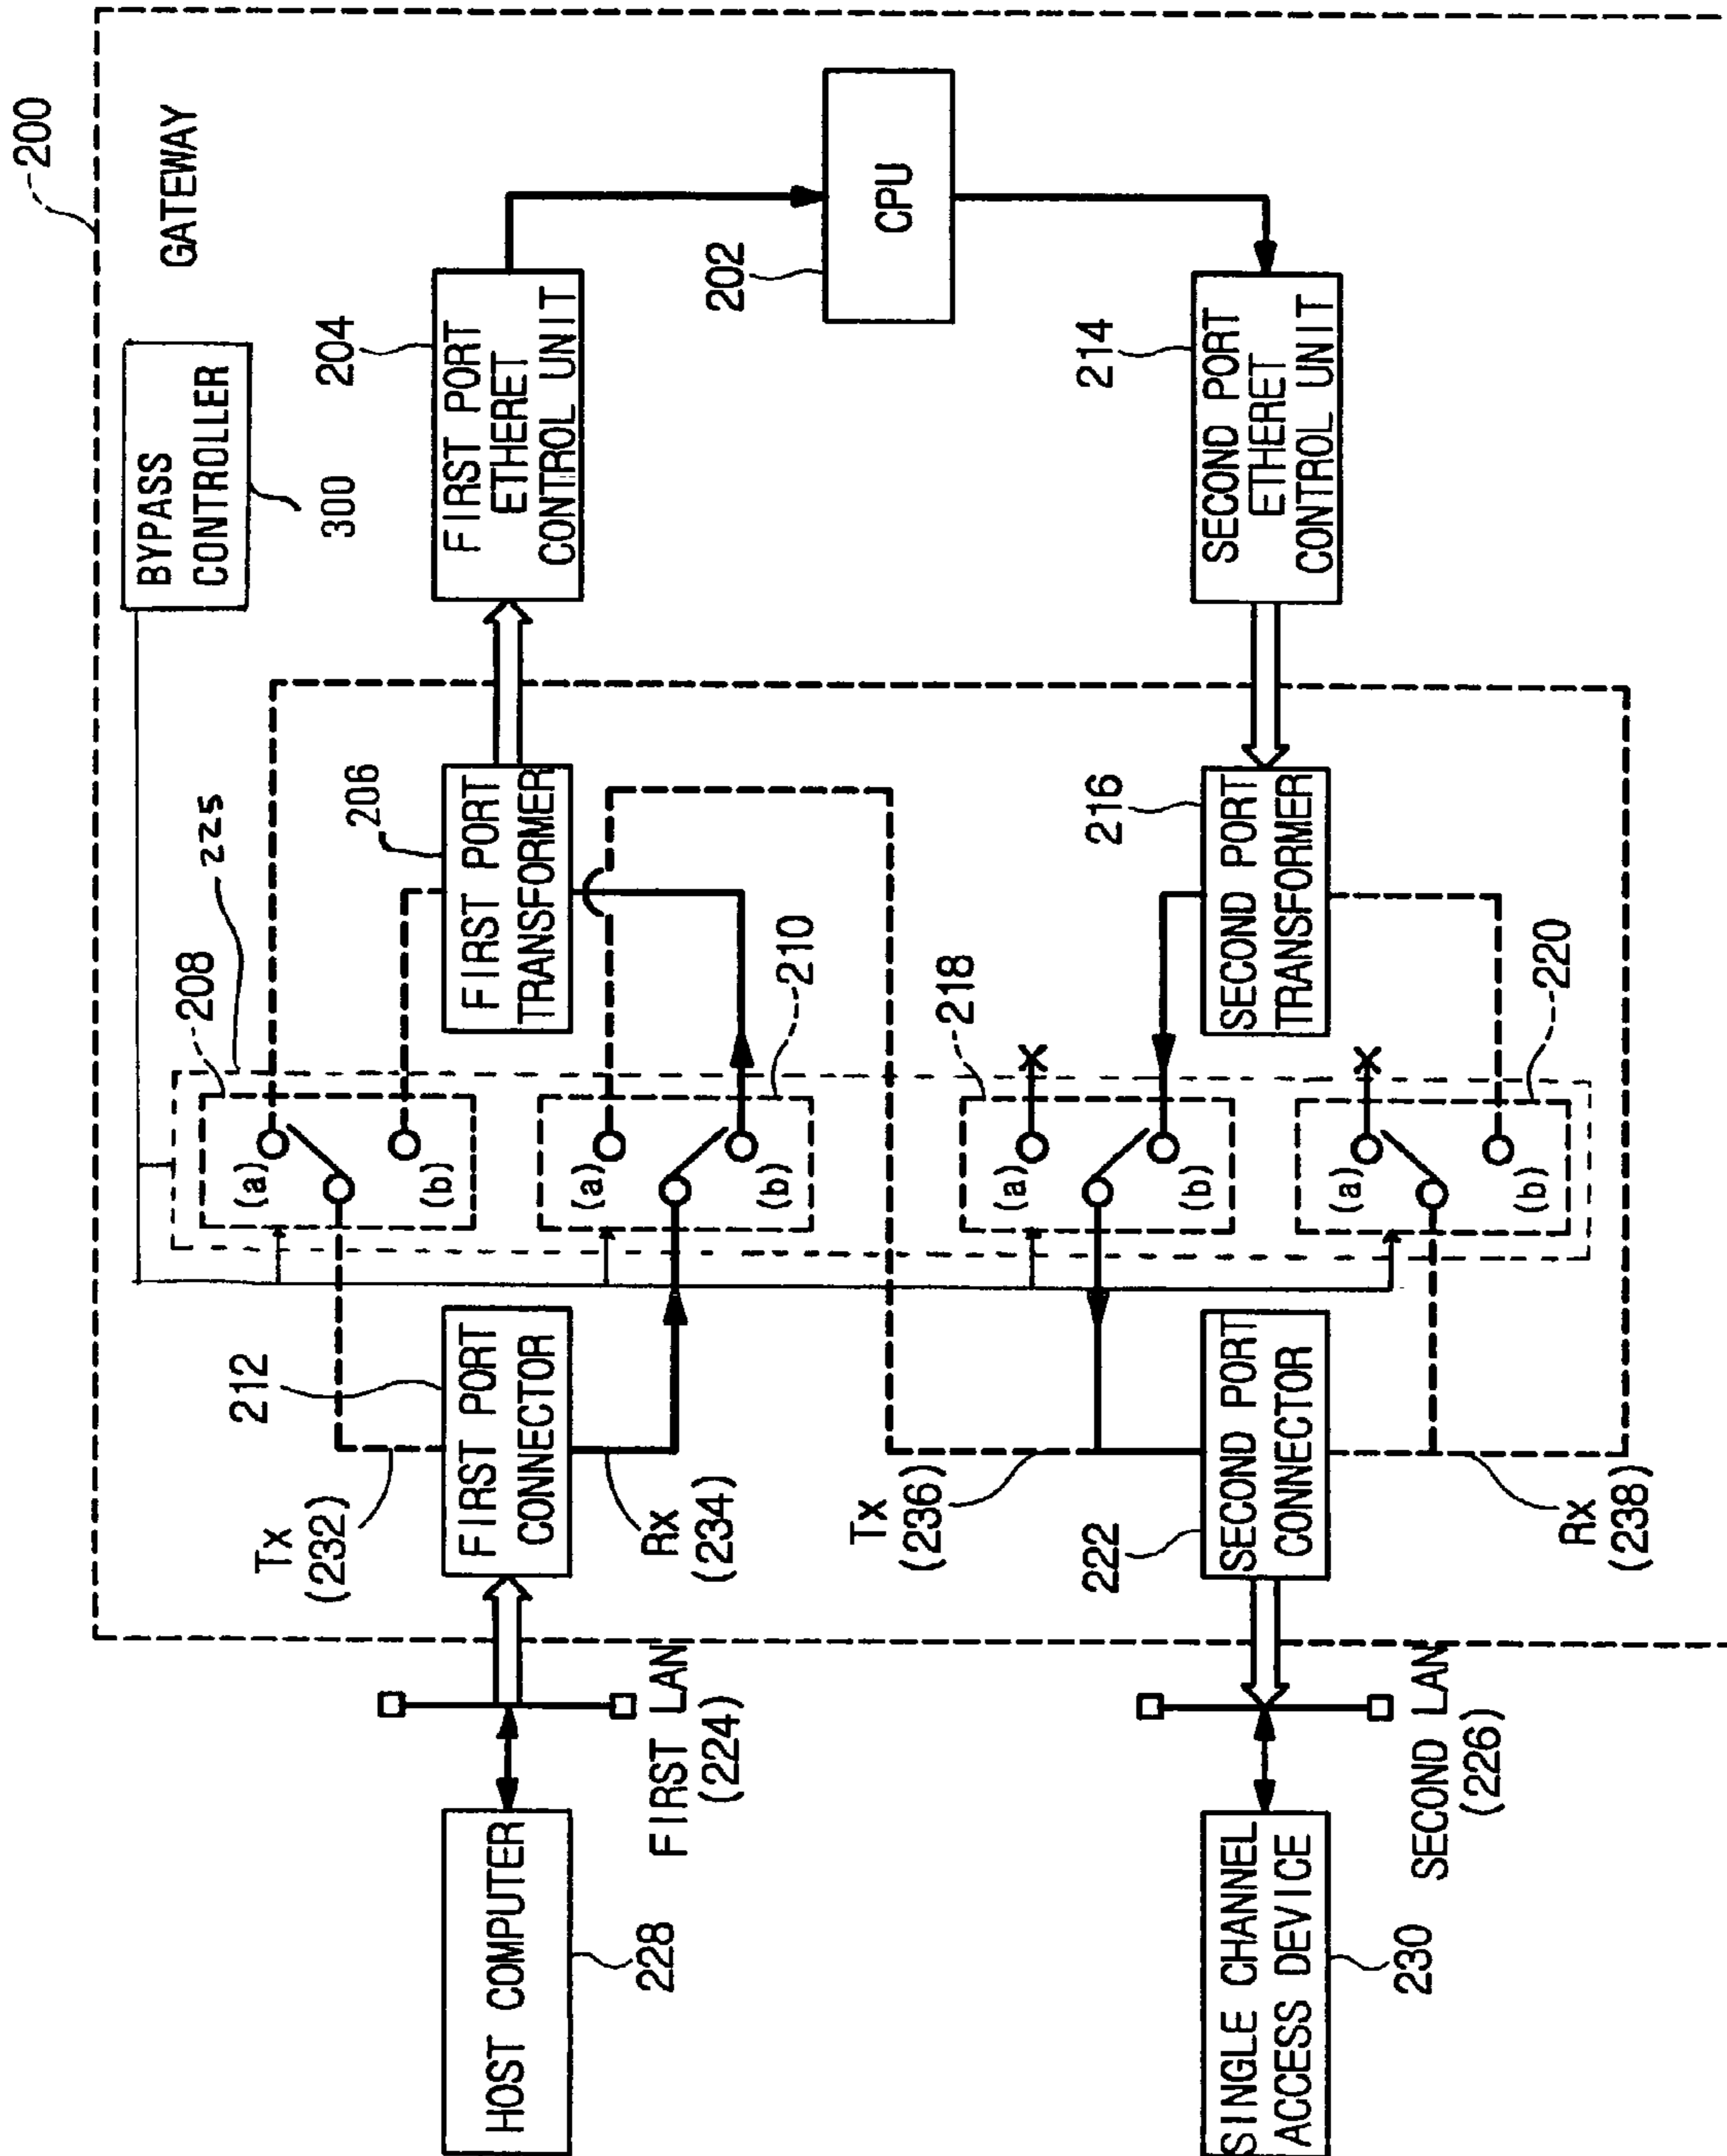 200
GATEWAY
BYPASS
CONTROLLER
300
225
208
(a)
(b)
206
FIRST PORT
TRANSFORMER
204
FIRST PORT
ETHERET
CONTROL UNIT
202
CPU
212
FIRST PORT
CONNECTOR
Tx
(232)
Rx
(234)
210
(a)
(b)
HOST COMPUTER
228
FIRST LAN
(224)
218
(a)
(b)
216
SECOND PORT
TRANSFORMER
214
SECOND PORT
ETHERET
CONTROL UNIT
Tx
(236)
222
SECOND PORT
CONNECTOR
Rx
(238)
220
(a)
(b)
SINGLE CHANNEL
ACCESS DEVICE
230
SECOND LAN
(226)